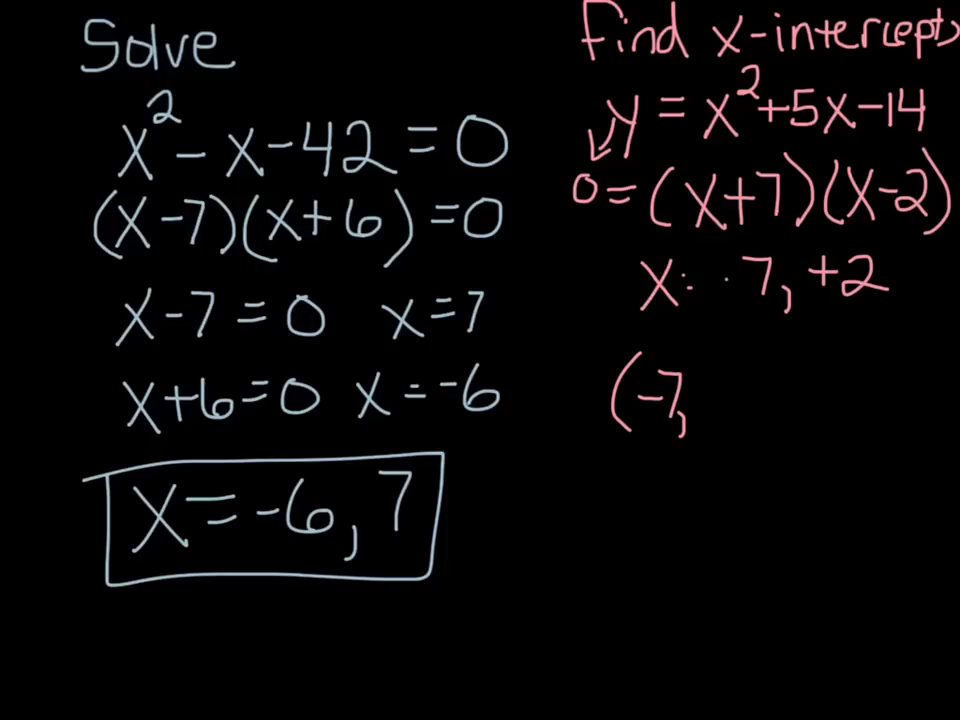 Solve
x² - x - 42 = 0
(x - 7)(x + 6) = 0
x - 7 = 0 x = 7
x + 6 = 0 x = -6
x = -6, 7
Find x-intercepts
y = x² + 5x - 14
0 = (x + 7)(x - 2)
x: -7, +2
(-7,